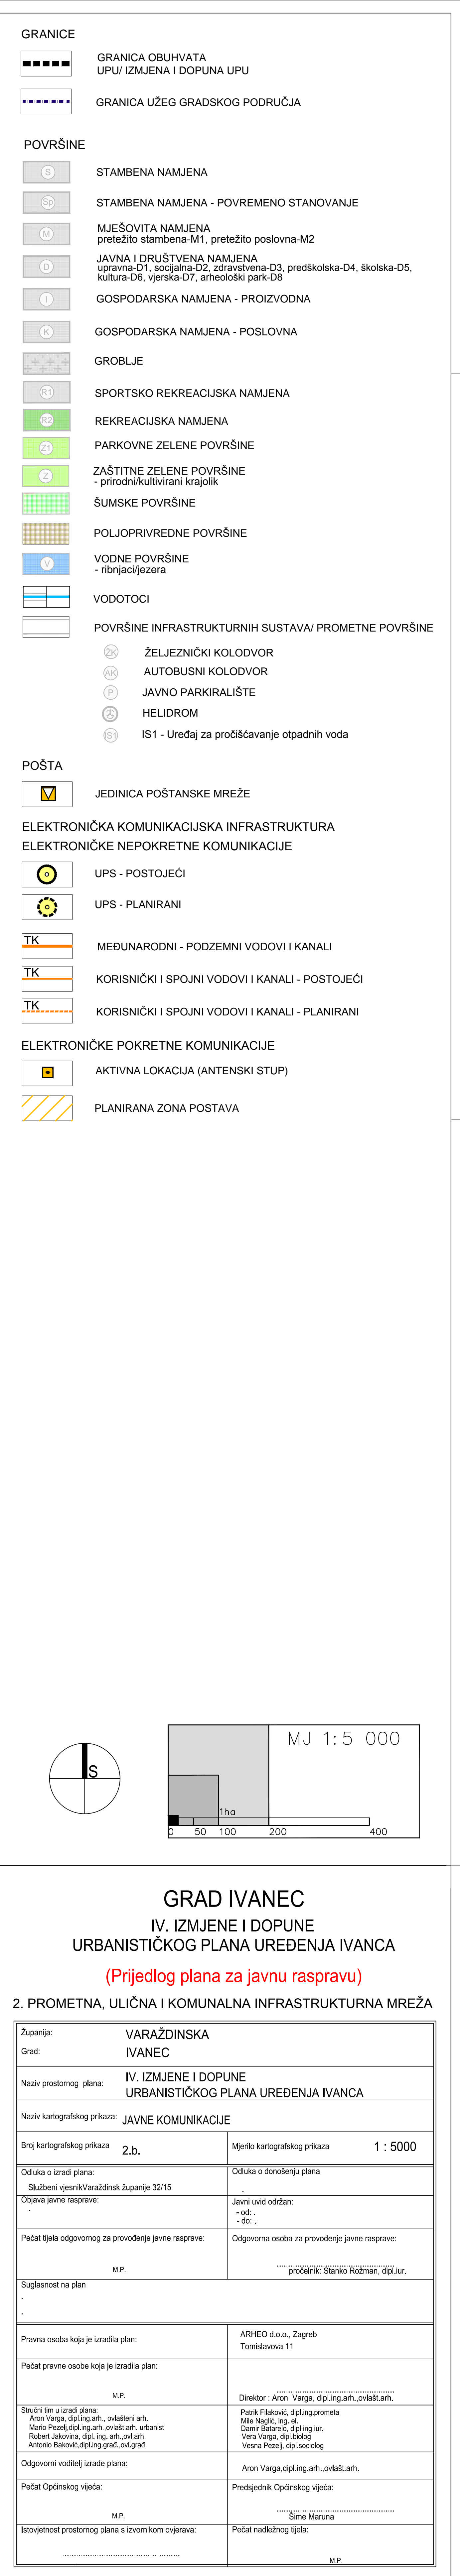 GRANICE
GRANICA OBUHVATA
UPU/ IZMJENA I DOPUNA UPU
GRANICA UŽEG GRADSKOG PODRUČJA
POVRŠINE
S STAMBENA NAMJENA
Sp STAMBENA NAMJENA - POVREMENO STANOVANJE
M MJEŠOVITA NAMJENA
pretežito stambena-M1, pretežito poslovna-M2
D JAVNA I DRUŠTVENA NAMJENA
upravna-D1, socijalna-D2, zdravstvena-D3, predškolska-D4, školska-D5,
kultura-D6, vjerska-D7, arheološki park-D8
I GOSPODARSKA NAMJENA - PROIZVODNA
K GOSPODARSKA NAMJENA - POSLOVNA
GROBLJE
R1 SPORTSKO REKREACIJSKA NAMJENA
R2 REKREACIJSKA NAMJENA
Z1 PARKOVNE ZELENE POVRŠINE
Z ZAŠTITNE ZELENE POVRŠINE
- prirodni/kultivirani krajolik
ŠUMSKE POVRŠINE
POLJOPRIVREDNE POVRŠINE
V VODNE POVRŠINE
- ribnjaci/jezera
VODOTOCI
POVRŠINE INFRASTRUKTURNIH SUSTAVA/ PROMETNE POVRŠINE
ŽK ŽELJEZNIČKI KOLODVOR
AK AUTOBUSNI KOLODVOR
P JAVNO PARKIRALIŠTE
HELIDROM
IS1 IS1 - Uređaj za pročišćavanje otpadnih voda
POŠTA
JEDINICA POŠTANSKE MREŽE
ELEKTRONIČKA KOMUNIKACIJSKA INFRASTRUKTURA
ELEKTRONIČKE NEPOKRETNE KOMUNIKACIJE
UPS - POSTOJEĆI
UPS - PLANIRANI
TK MEĐUNARODNI - PODZEMNI VODOVI I KANALI
TK KORISNIČKI I SPOJNI VODOVI I KANALI - POSTOJEĆI
TK KORISNIČKI I SPOJNI VODOVI I KANALI - PLANIRANI
ELEKTRONIČKE POKRETNE KOMUNIKACIJE
AKTIVNA LOKACIJA (ANTENSKI STUP)
PLANIRANA ZONA POSTAVA
S
MJ 1:5 000
1ha
0 50 100 200 400
GRAD IVANEC
IV. IZMJENE I DOPUNE
URBANISTIČKOG PLANA UREĐENJA IVANCA
(Prijedlog plana za javnu raspravu)
2. PROMETNA, ULIČNA I KOMUNALNA INFRASTRUKTURNA MREŽA
Županija: VARAŽDINSKA
Grad: IVANEC
Naziv prostornog plana: IV. IZMJENE I DOPUNE
URBANISTIČKOG PLANA UREĐENJA IVANCA
Naziv kartografskog prikaza: JAVNE KOMUNIKACIJE
Broj kartografskog prikaza 2.b.
Mjerilo kartografskog prikaza 1 : 5000
Odluka o izradi plana:
Službeni vjesnikVaraždinsk županije 32/15
Odluka o donošenju plana
.
Objava javne rasprave:
.
Javni uvid održan:
- od: .
- do: .
Pečat tijela odgovornog za provođenje javne rasprave:
M.P.
Odgovorna osoba za provođenje javne rasprave:
pročelnik: Stanko Rožman, dipl.iur.
Suglasnost na plan
.
.
Pravna osoba koja je izradila plan:
ARHEO d.o.o., Zagreb
Tomislavova 11
Pečat pravne osobe koja je izradila plan:
M.P.
Direktor : Aron Varga, dipl.ing.arh.,ovlašt.arh.
Stručni tim u izradi plana:
Aron Varga, dipl.ing.arh., ovlašteni arh.
Mario Pezelj,dipl.ing.arh.,ovlašt.arh. urbanist
Robert Jakovina, dipl. ing. arh.,ovl.arh.
Antonio Baković,dipl.ing.grad.,ovl.grad.
Patrik Filaković, dipl.ing.prometa
Mile Naglić, ing. el.
Damir Batarelo, dipl.ing.iur.
Vera Varga, dipl.biolog
Vesna Pezelj, dipl.sociolog
Odgovorni voditelj izrade plana:
Aron Varga,dipl.ing.arh.,ovlašt.arh.
Pečat Općinskog vijeća:
M.P.
Predsjednik Općinskog vijeća:
Šime Maruna
Istovjetnost prostornog plana s izvornikom ovjerava:
Pečat nadležnog tijela:
M.P.